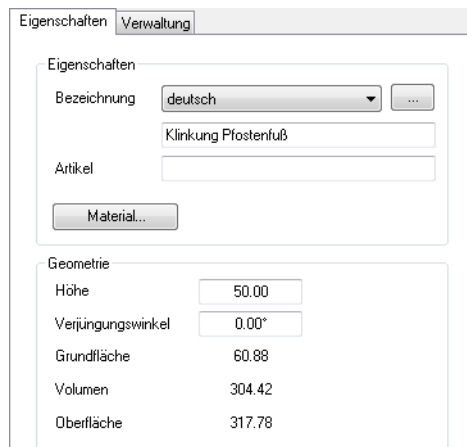 Eigenschaften Verwaltung
Eigenschaften
Bezeichnung deutsch ...
Klinkung Pfostenfuß
Artikel
Material...
Geometrie
Höhe 50.00
Verjüngungswinkel 0.00°
Grundfläche 60.88
Volumen 304.42
Oberfläche 317.78